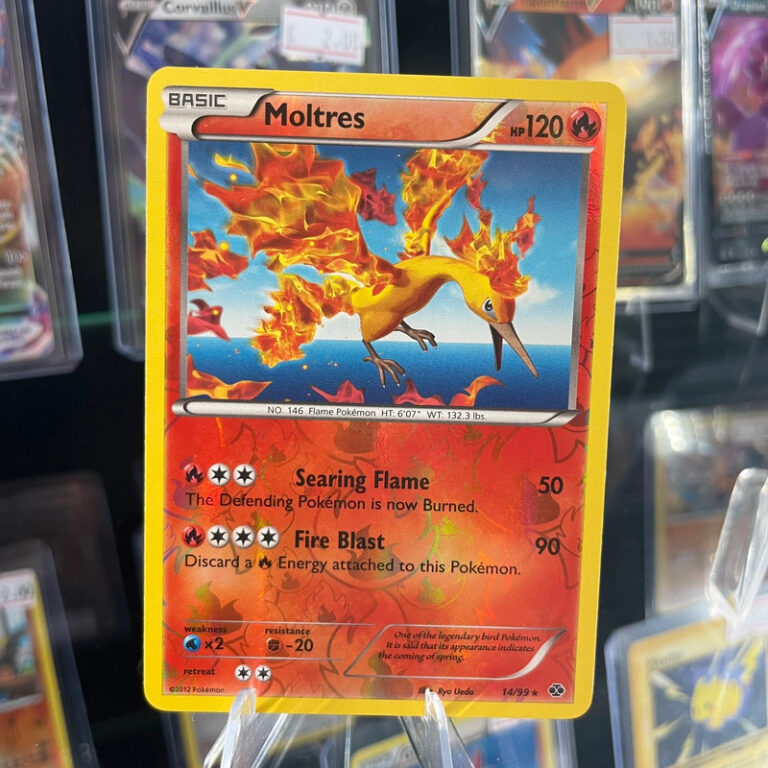 Corvallius
BASIC
Moltres
HP 120
NO. 146 Flame Pokémon HT: 6'07" WT: 132.3 lbs.
Searing Flame 50
The Defending Pokémon is now Burned.
Fire Blast 90
Discard a Energy attached to this Pokémon.
weakness resistance
×2 -20
retreat
One of the legendary bird Pokémon.
It is said that its appearance indicates
the coming of spring.
©2012 Pokémon Ryo Ueda 14/99